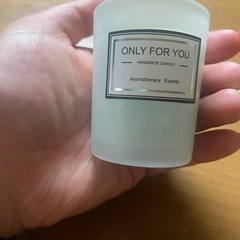 ONLY FOR YOU
HANDMADE CANDLE
Aromatherapy Experts